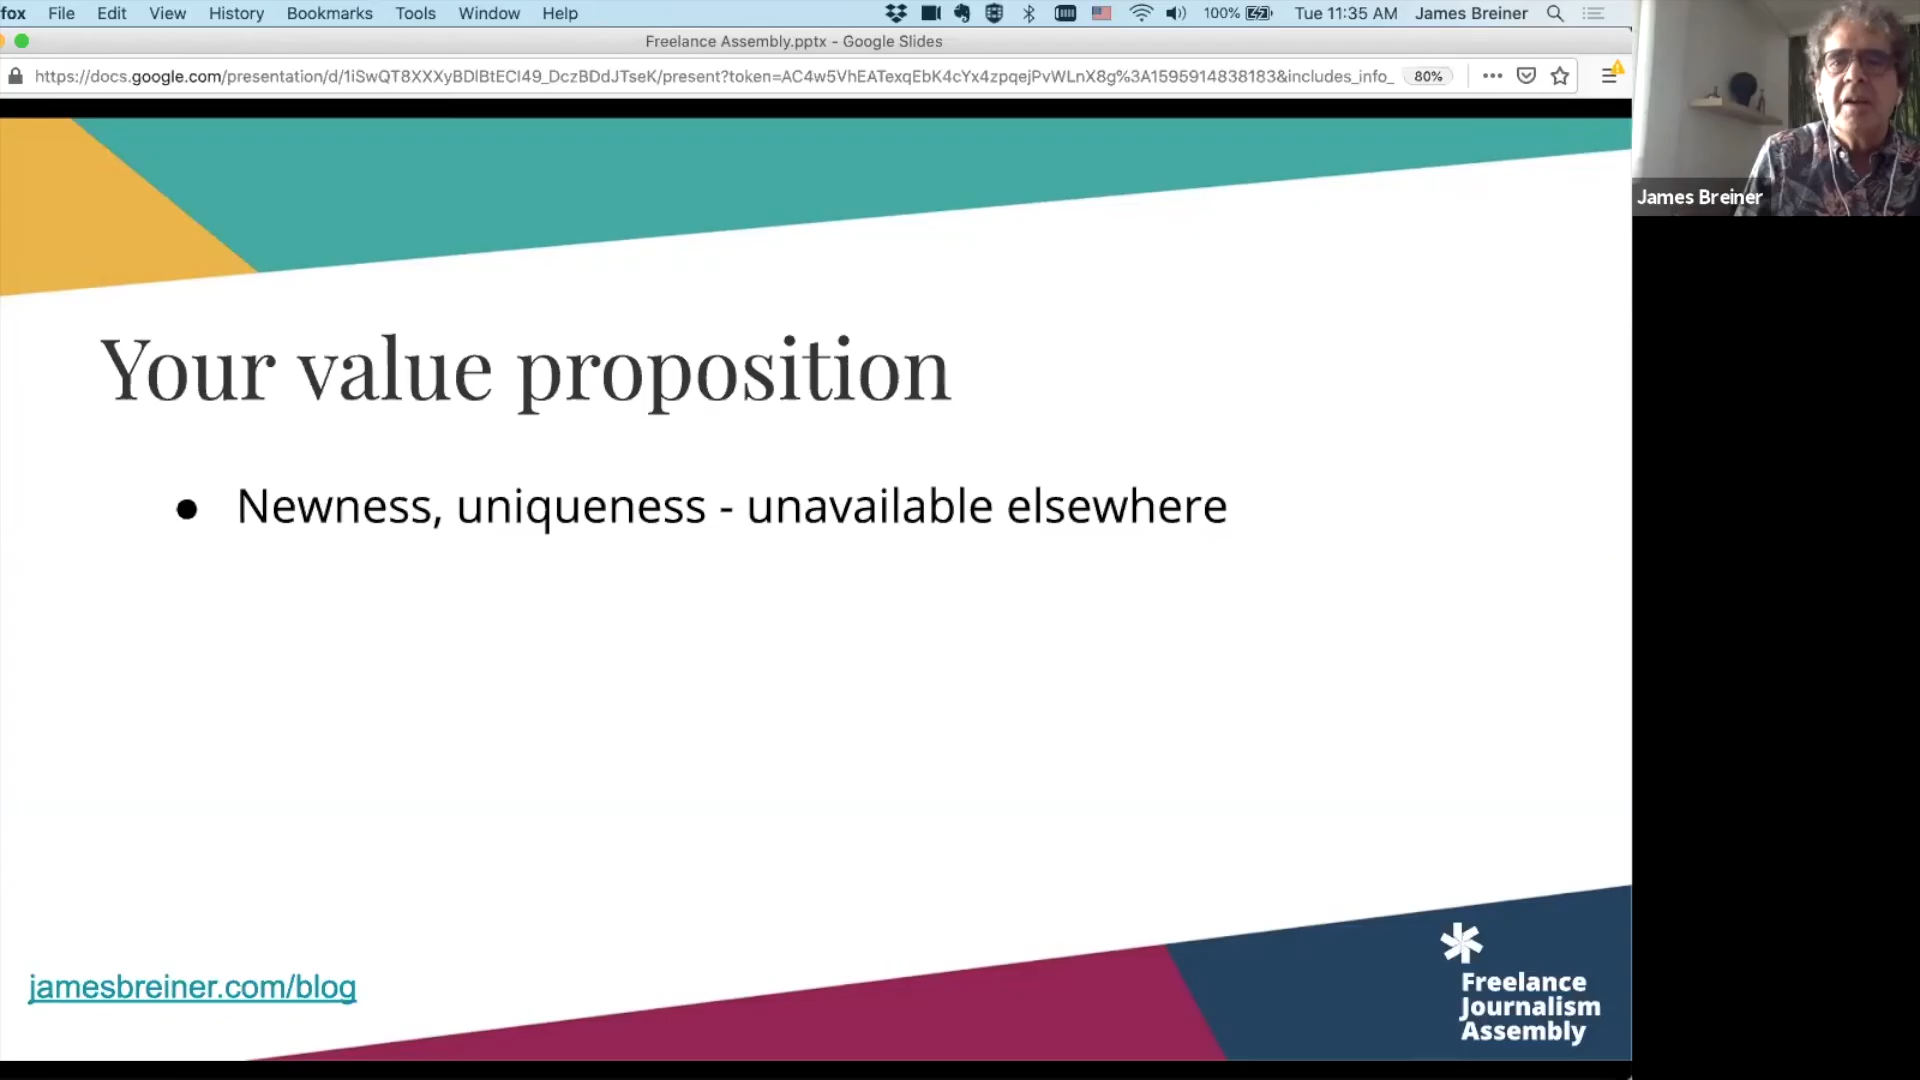 fox File Edit View History Bookmarks Tools Window Help 100% Tue 11:35 AM James Breiner
Freelance Assembly.pptx - Google Slides
https://docs.google.com/presentation/d/1iSwQT8XXXyBDlBtECl49_DczBDdJTseK/present?token=AC4w5VhEATexqEbK4cYx4zpqejPvWLnX8g%3A1595914838183&includes_info_ 80%
James Breiner
Your value proposition
● Newness, uniqueness - unavailable elsewhere
jamesbreiner.com/blog
Freelance
Journalism
Assembly